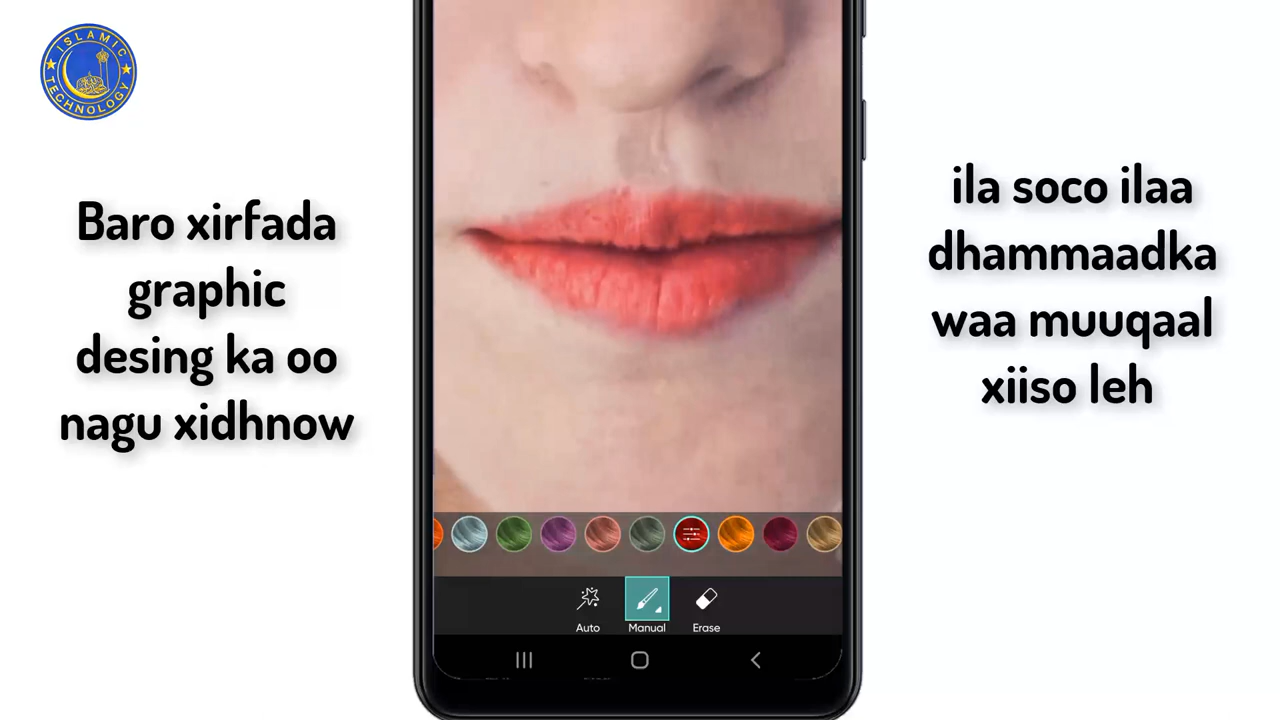 ISLAMIC
TECHNOLOGY
Baro xirfada
graphic
desing ka oo
nagu xidhnow
ila soco ilaa
dhammaadka
waa muuqaal
xiiso leh
Auto
Manual
Erase